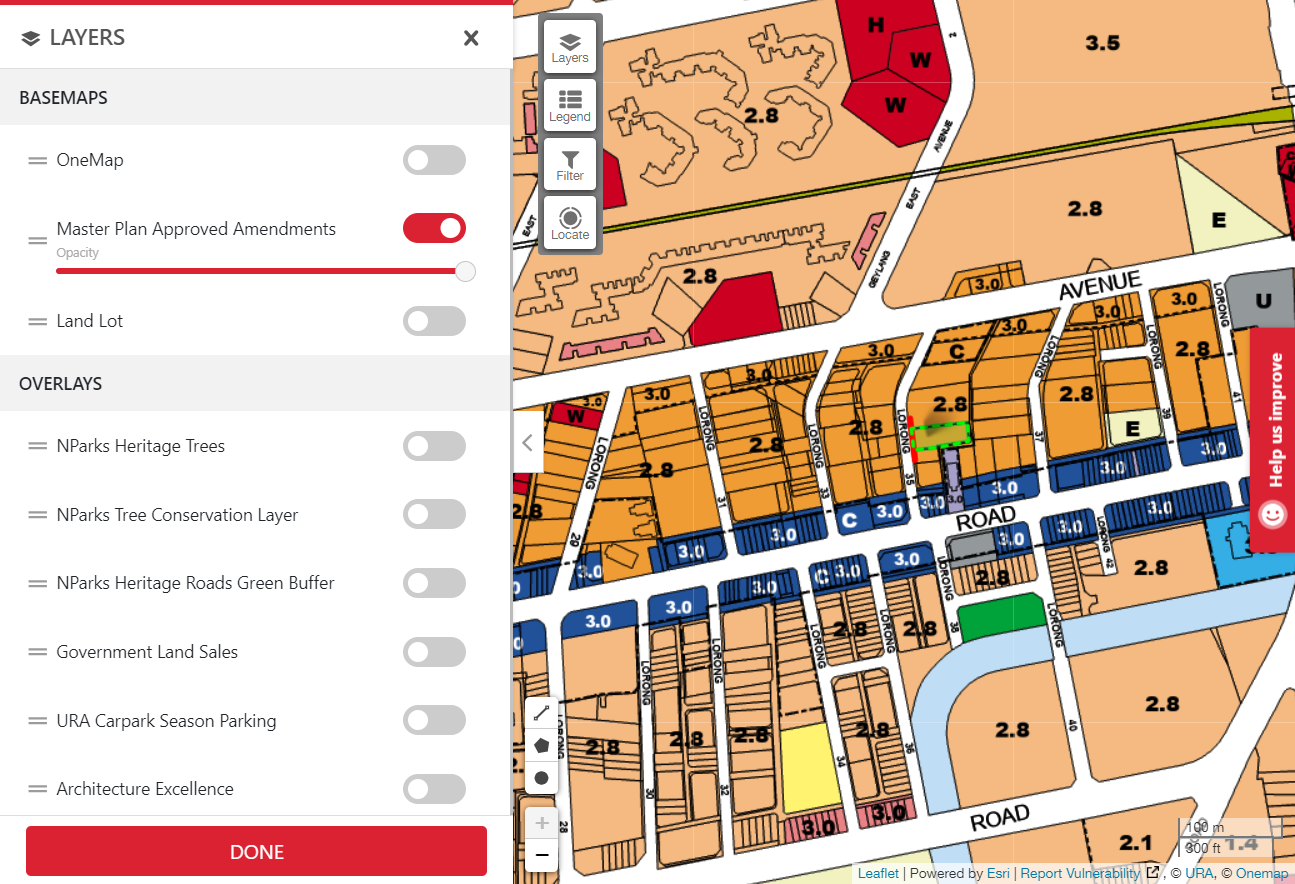 LAYERS
BASEMAPS
OneMap
Master Plan Approved Amendments
Opacity
Land Lot
OVERLAYS
NParks Heritage Trees
NParks Tree Conservation Layer
NParks Heritage Roads Green Buffer
Government Land Sales
URA Carpark Season Parking
Architecture Excellence
DONE
Layers
Legend
Filter
Locate
H
W
W
2
3.5
2.8
AVENUE
EAST
GEYLANG
EAST
2.8
E
2.8
AVENUE
3.0
3.0
U
LORONG
3.0
3.0
3.0
C
LORONG
LORONG
2.8
3.0
3.0
3.0
W
2.8
2.8
E
39
41
LORONG
LORONG
LORONG
LORONG
2.8
2.8
2.8
2.8
37
3.0
3.0
31
33
35
3.0
3.0
3.0
3.0
C
3.0
ROAD
3.0
3.0
3.0
29
3.0
3.0
3.0
LORONG
42
2.8
3.0
C
3.0
3.0
LORONG
2.8
3.0
3.0
LORONG
LORONG
LORONG
LORONG
LORONG
38
2.8
2.8
2.8
2.8
40
2.8
2.8
2.8
2.8
36
34
LORONG
30
32
28
3.0
3.0
ROAD
2.1
1.4
Help us improve
100 m
300 ft
Leaflet | Powered by Esri | Report Vulnerability , © URA, © Onemap